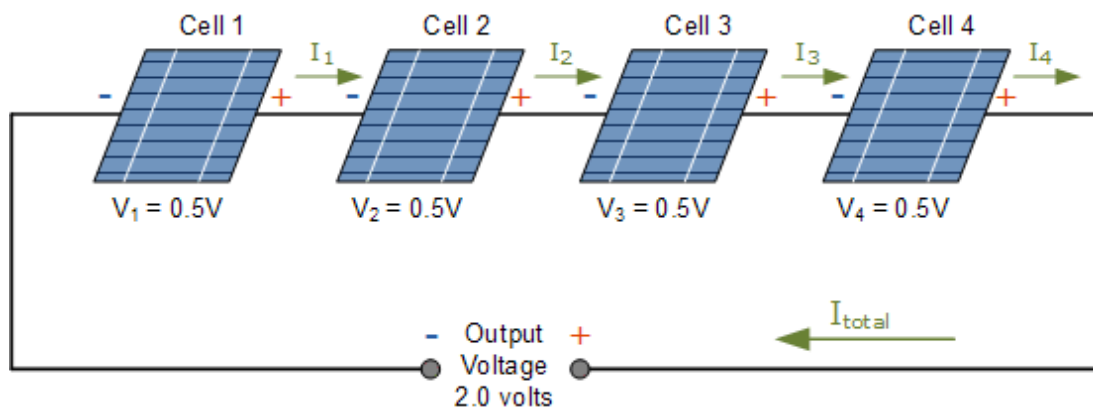 Cell 1 Cell 2 Cell 3 Cell 4
I₁ I₂ I₃ I₄
- + - + - + - +
V₁ = 0.5V V₂ = 0.5V V₃ = 0.5V V₄ = 0.5V
I_total
- Output +
Voltage
2.0 volts